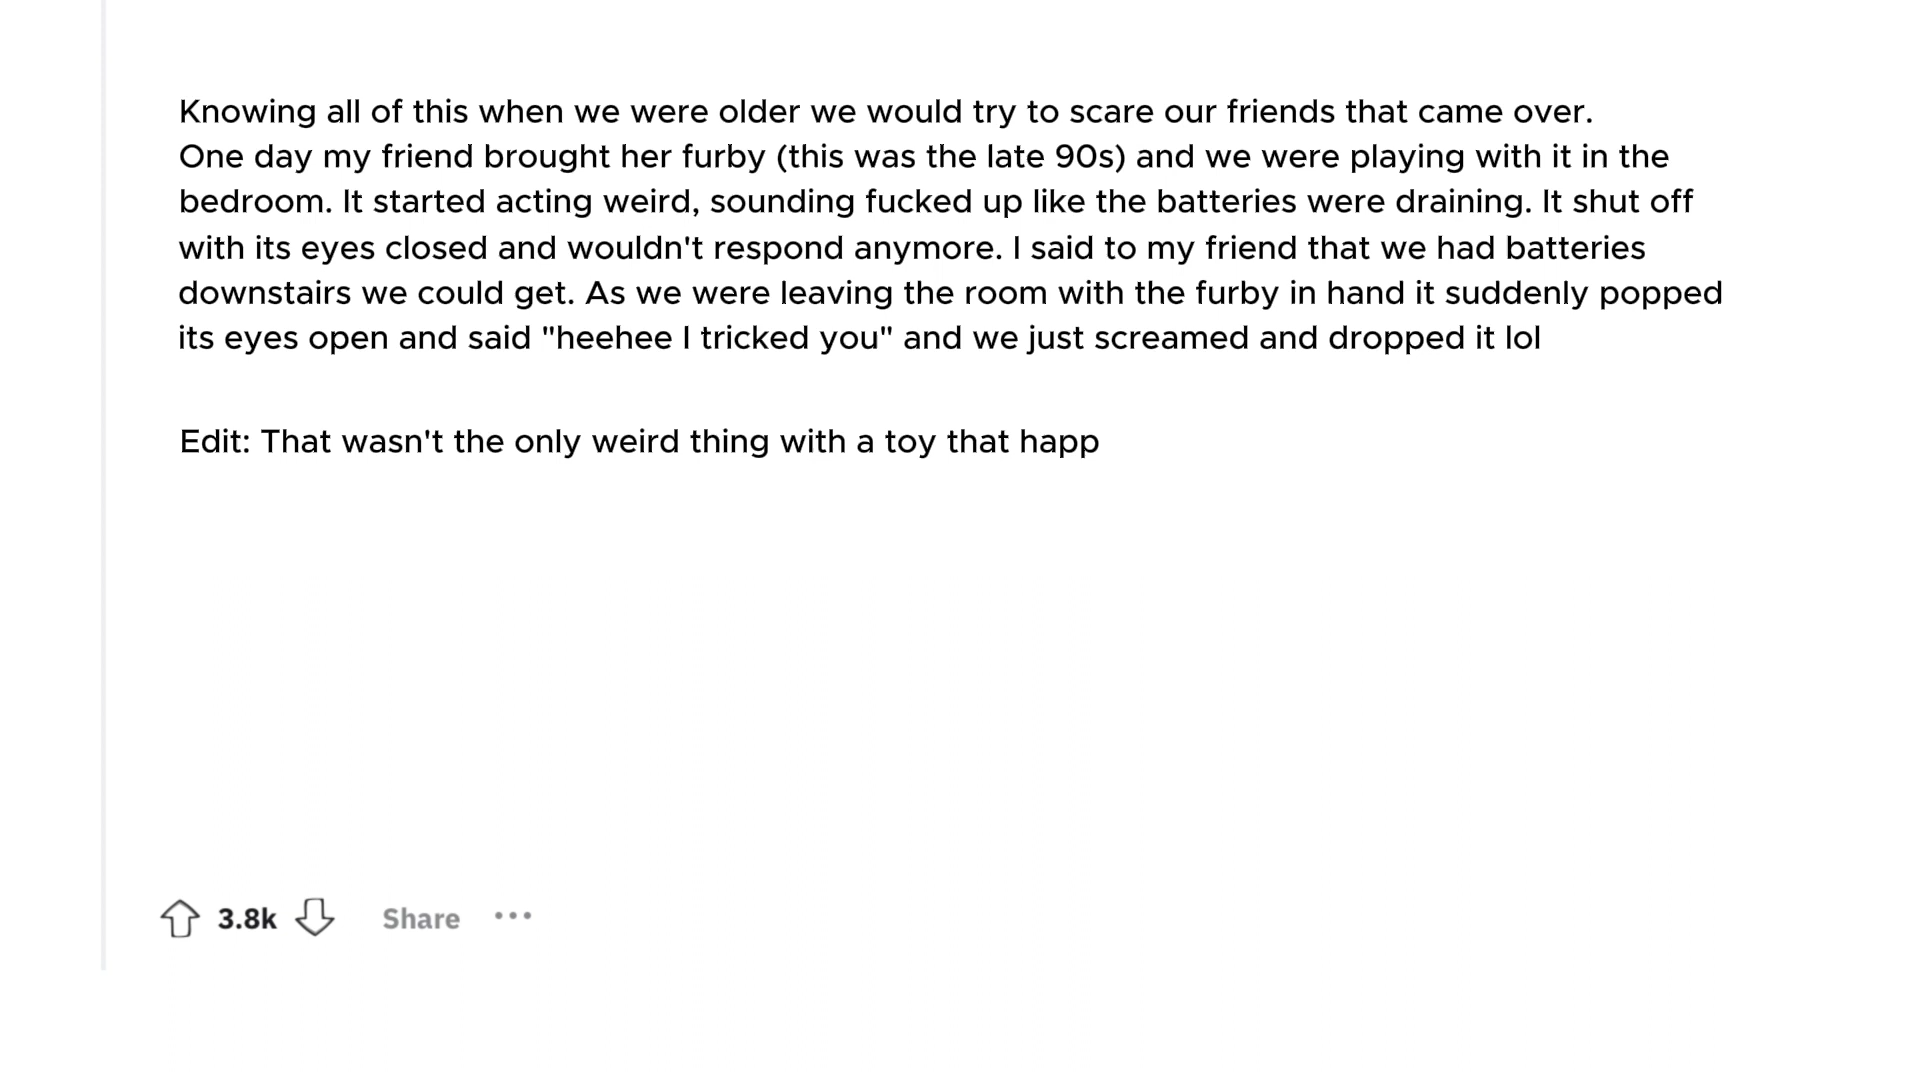 Knowing all of this when we were older we would try to scare our friends that came over.
One day my friend brought her furby (this was the late 90s) and we were playing with it in the
bedroom. It started acting weird, sounding fucked up like the batteries were draining. It shut off
with its eyes closed and wouldn't respond anymore. I said to my friend that we had batteries
downstairs we could get. As we were leaving the room with the furby in hand it suddenly popped
its eyes open and said "heehee I tricked you" and we just screamed and dropped it lol
Edit: That wasn't the only weird thing with a toy that happ
3.8k Share ...